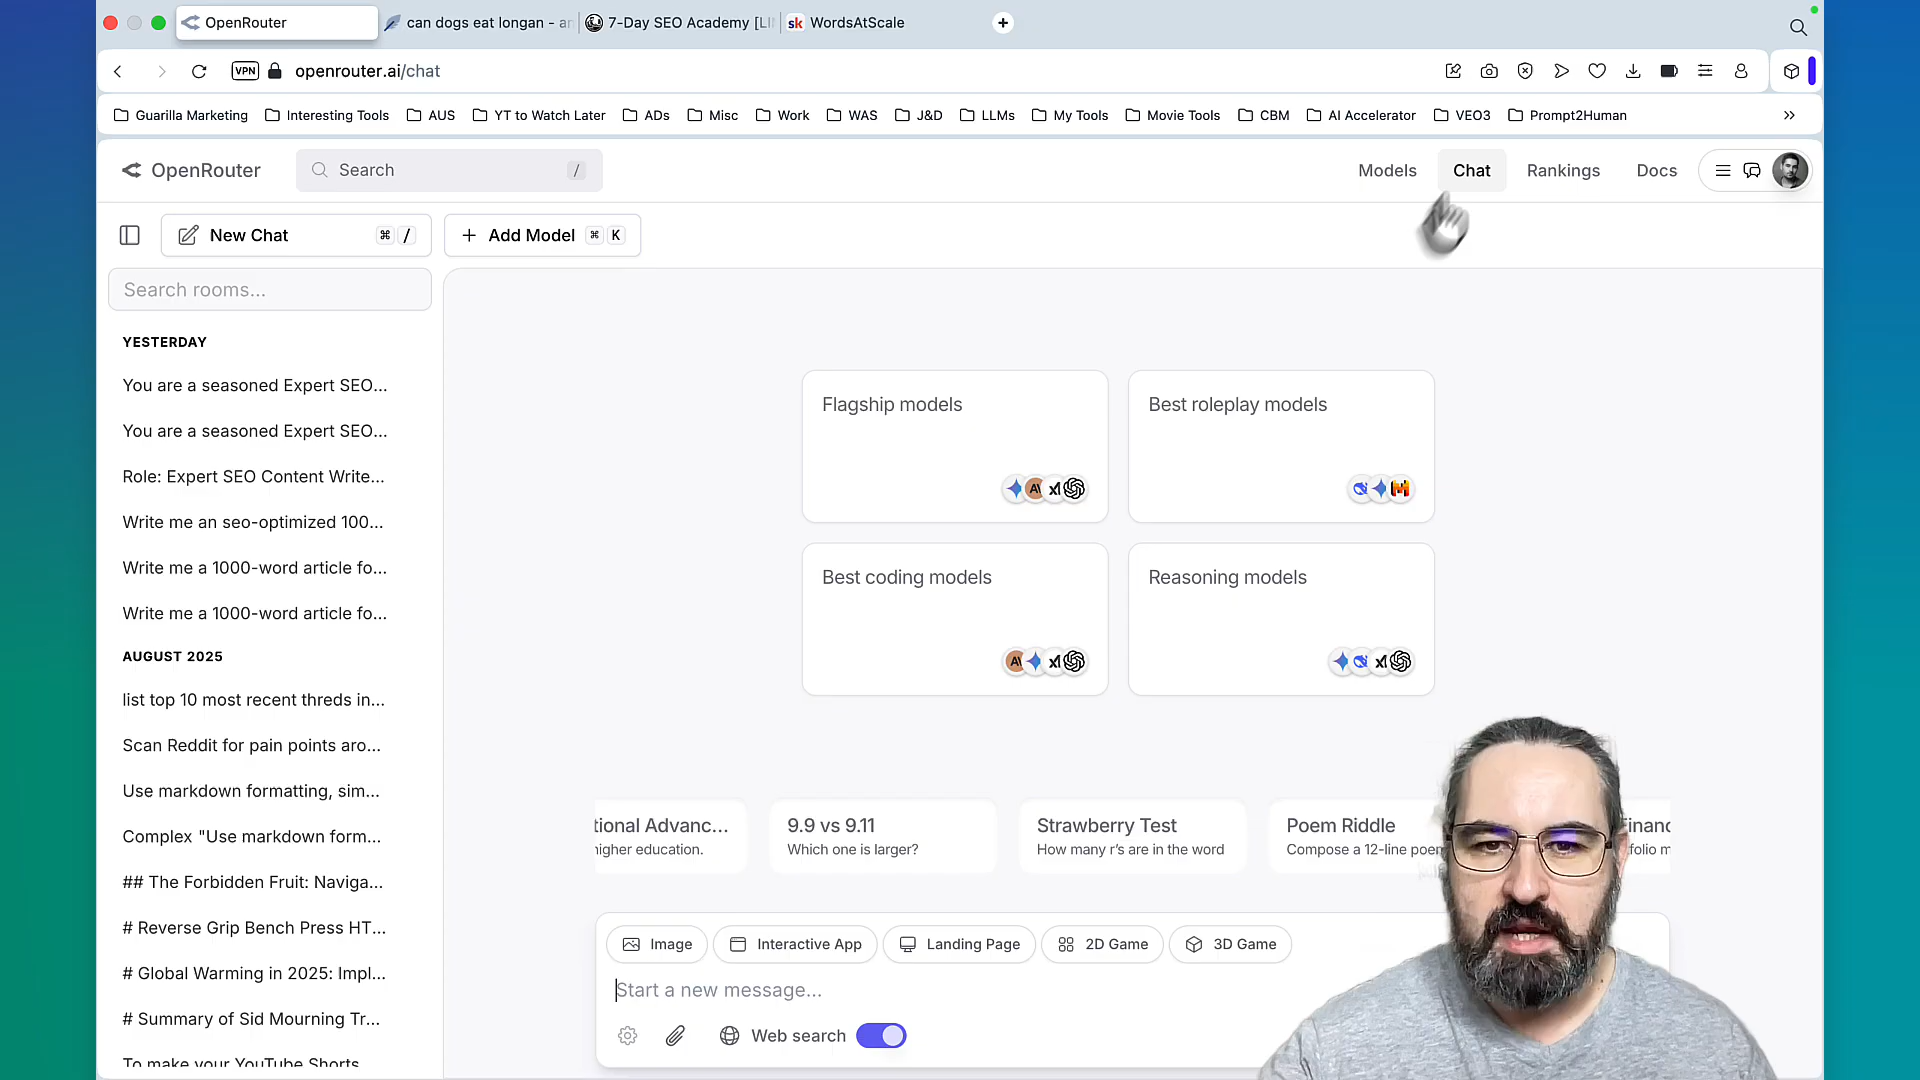 OpenRouter
can dogs eat longan - a
7-Day SEO Academy [LI
sk WordsAtScale
VPN openrouter.ai/chat
Guarilla Marketing
Interesting Tools
AUS
YT to Watch Later
ADs
Misc
Work
WAS
J&D
LLMs
My Tools
Movie Tools
CBM
AI Accelerator
VEO3
Prompt2Human
OpenRouter
Search /
Models
Chat
Rankings
Docs
New Chat ⌘ /
+ Add Model ⌘ K
Search rooms...
YESTERDAY
You are a seasoned Expert SEO...
You are a seasoned Expert SEO...
Role: Expert SEO Content Write...
Write me an seo-optimized 100...
Write me a 1000-word article fo...
Write me a 1000-word article fo...
AUGUST 2025
list top 10 most recent threds in...
Scan Reddit for pain points aro...
Use markdown formatting, sim...
Complex "Use markdown form...
## The Forbidden Fruit: Naviga...
# Reverse Grip Bench Press HT...
# Global Warming in 2025: Impl...
# Summary of Sid Mourning Tr...
To make your YouTube Shorts
Flagship models
Best roleplay models
Best coding models
Reasoning models
tional Advanc...
higher education.
9.9 vs 9.11
Which one is larger?
Strawberry Test
How many r's are in the word
Poem Riddle
Compose a 12-line poem
Financ
folio m
Image
Interactive App
Landing Page
2D Game
3D Game
Start a new message...
Web search